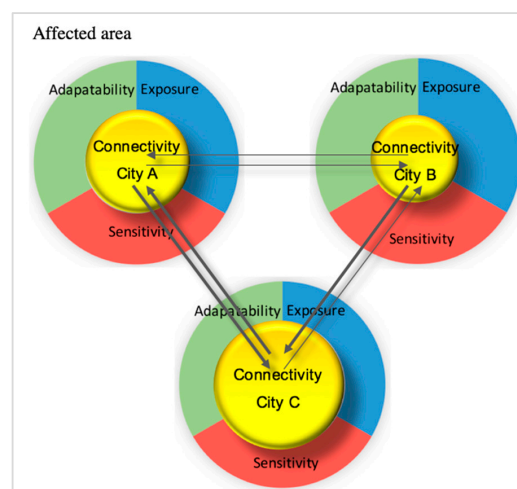 Affected area
Adapatability
Exposure
Connectivity
City A
Sensitivity
Adapatability
Exposure
Connectivity
City B
Sensitivity
Adapatability
Exposure
Connectivity
City C
Sensitivity